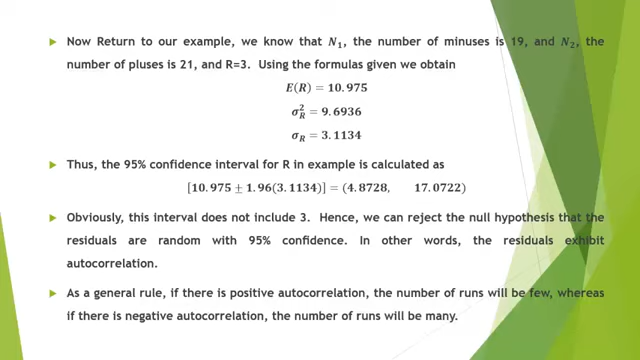 Now Return to our example, we know that N₁, the number of minuses is 19, and N₂, the
number of pluses is 21, and R=3. Using the formulas given we obtain
E(R) = 10.975
σ²_R = 9.6936
σ_R = 3.1134
Thus, the 95% confidence interval for R in example is calculated as
[10.975 ± 1.96(3.1134)] = (4.8728, 17.0722)
Obviously, this interval does not include 3. Hence, we can reject the null hypothesis that the
residuals are random with 95% confidence. In other words, the residuals exhibit
autocorrelation.
As a general rule, if there is positive autocorrelation, the number of runs will be few, whereas
if there is negative autocorrelation, the number of runs will be many.